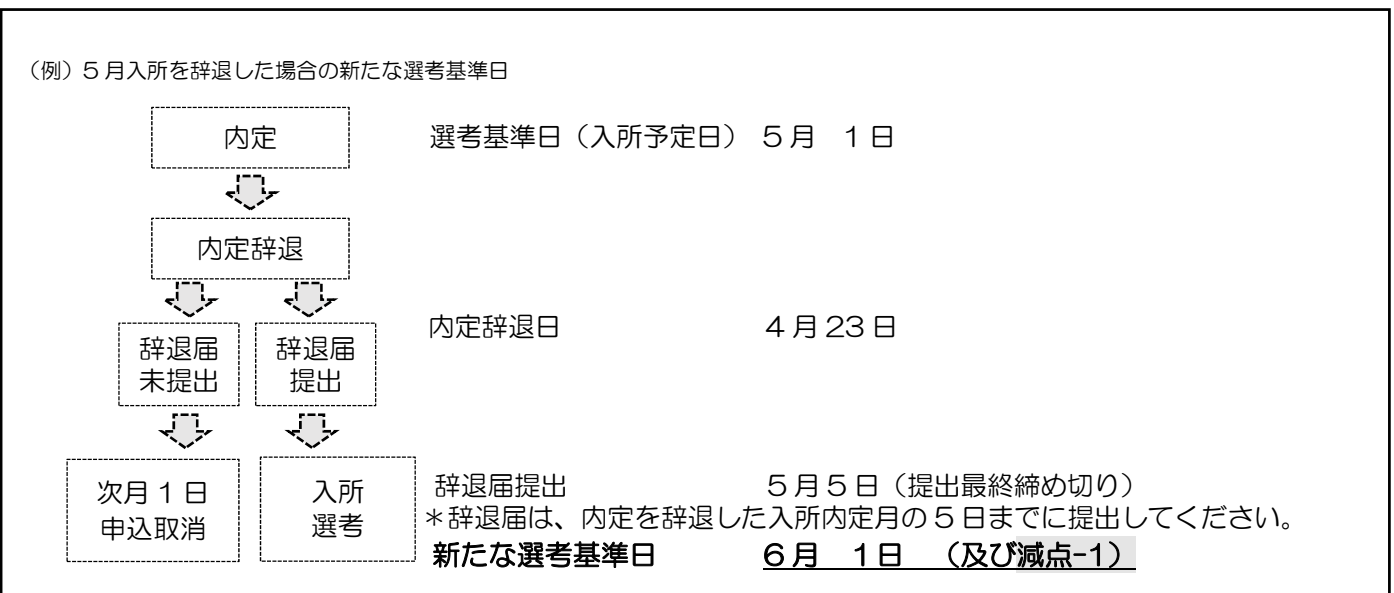 （例）５月入所を辞退した場合の新たな選考基準日
内定
選考基準日（入所予定日） ５月　１日
内定辞退
内定辞退日　４月23日
辞退届
未提出
辞退届
提出
次月１日
申込取消
入所
選考
辞退届提出　５月５日（提出最終締め切り）
＊辞退届は、内定を辞退した入所内定月の５日までに提出してください。
新たな選考基準日　６月　１日　（及び減点-1）